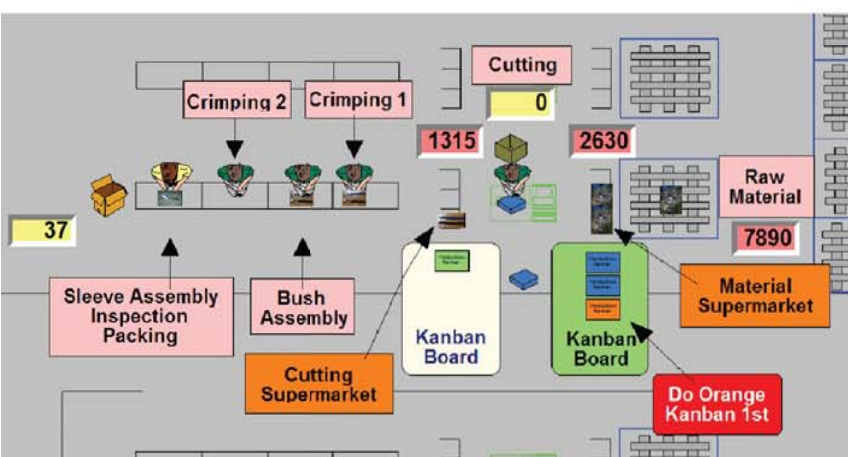 Cutting
0
Crimping 2
Crimping 1
1315
2630
Raw
Material
7890
37
Sleeve Assembly
Inspection
Packing
Bush
Assembly
Kanban
Board
Kanban
Board
Material
Supermarket
Cutting
Supermarket
Do Orange
Kanban 1st